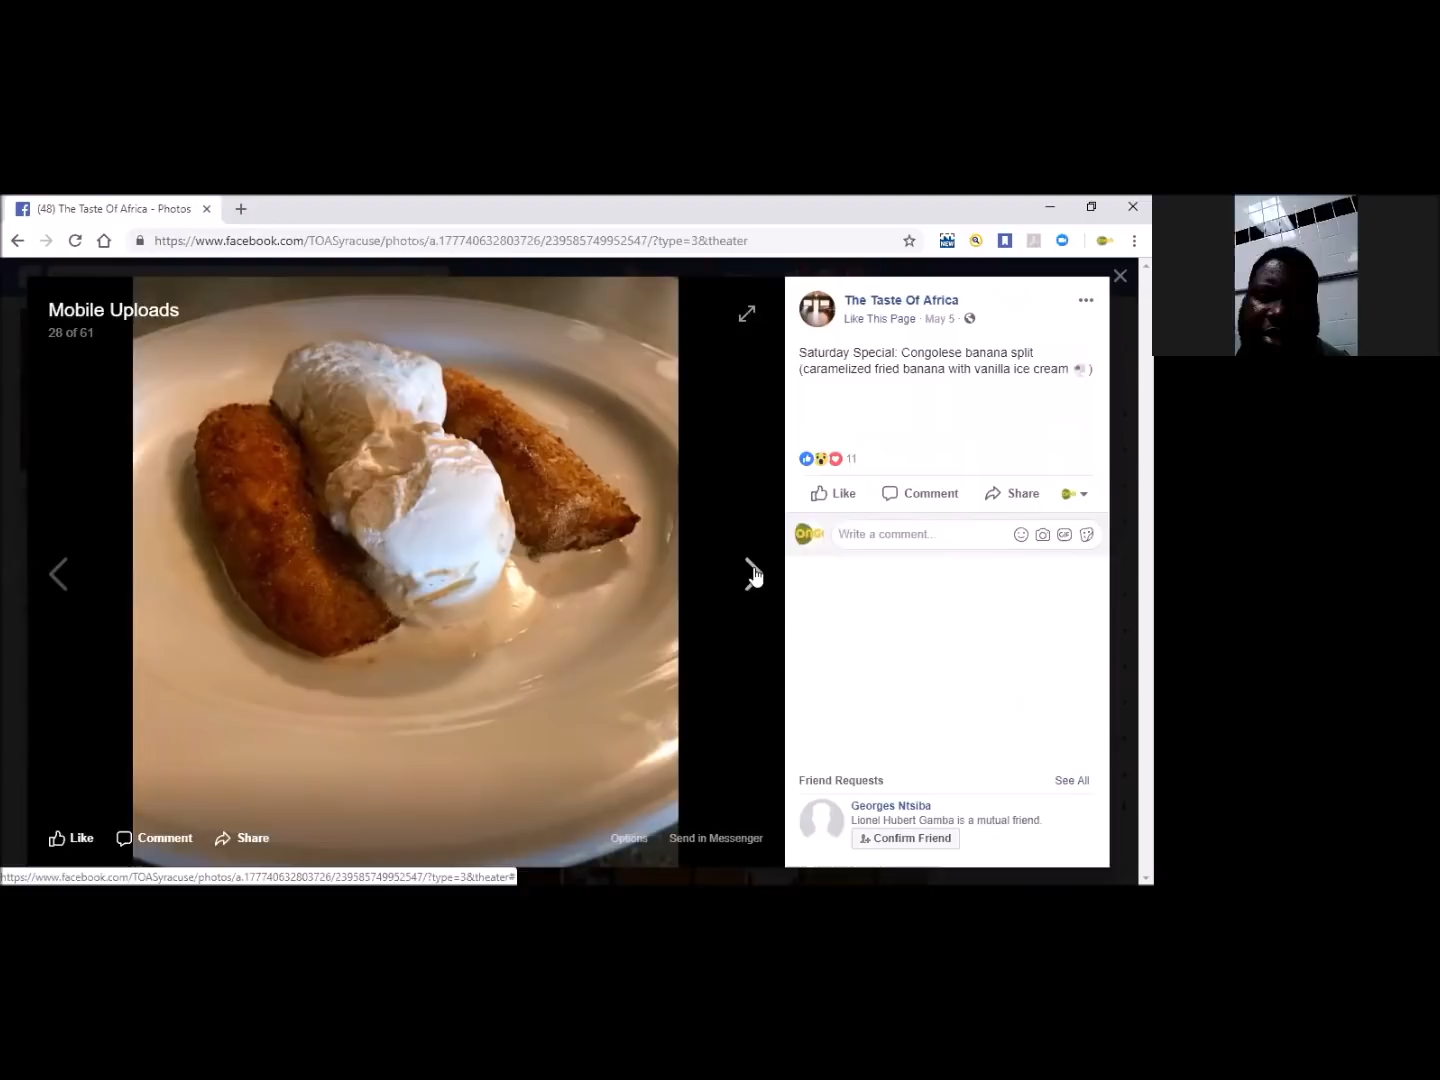 (48) The Taste Of Africa - Photos
https://www.facebook.com/TOASyracuse/photos/a.177740632803726/239585749952547/?type=3&theater
NEW
Mobile Uploads
28 of 61
The Taste Of Africa
Like This Page · May 5 ·
Saturday Special: Congolese banana split
(caramelized fried banana with vanilla ice cream 🍨)
11
Like Comment Share
Write a comment...
GIF
Friend Requests See All
Georges Ntsiba
Lionel Hubert Gamba is a mutual friend.
Confirm Friend
Like Comment Share Options Send in Messenger
https://www.facebook.com/TOASyracuse/photos/a.177740632803726/239585749952547/?type=3&theater#